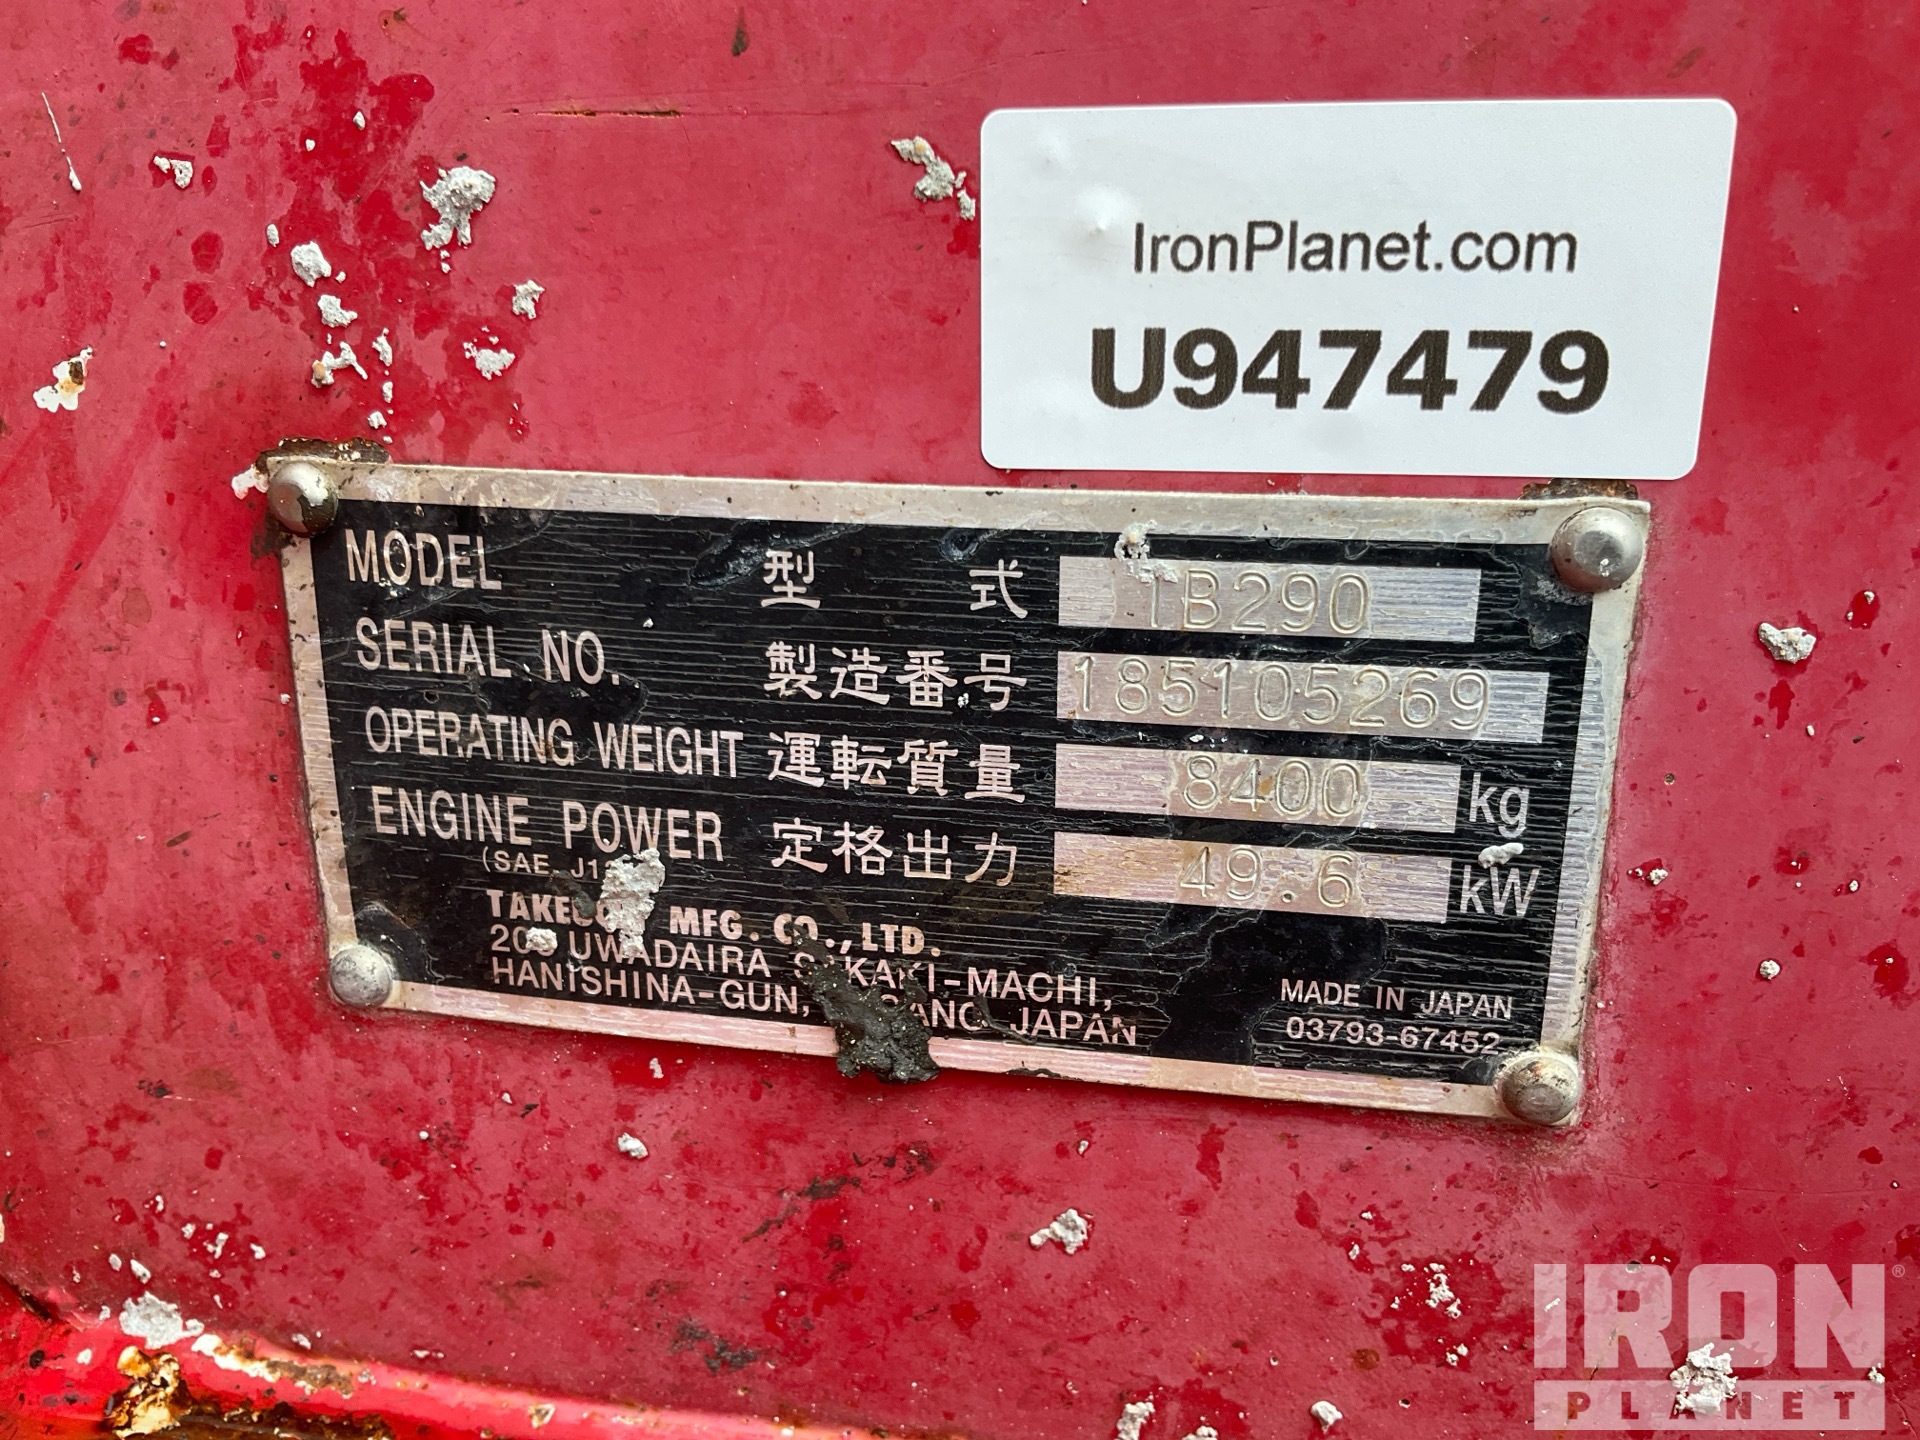 IronPlanet.com
U947479
MODEL 型式 TB290
SERIAL NO. 製造番号 185105269
OPERATING WEIGHT 運転質量 8400 kg
ENGINE POWER 定格出力 49.6 kW
(SAE
MFG. CO., LTD.
UWADAIRA MACHI,
HANISHINA-GUN, JAPAN
MADE IN JAPAN
03793-67452
IRON
PLANET